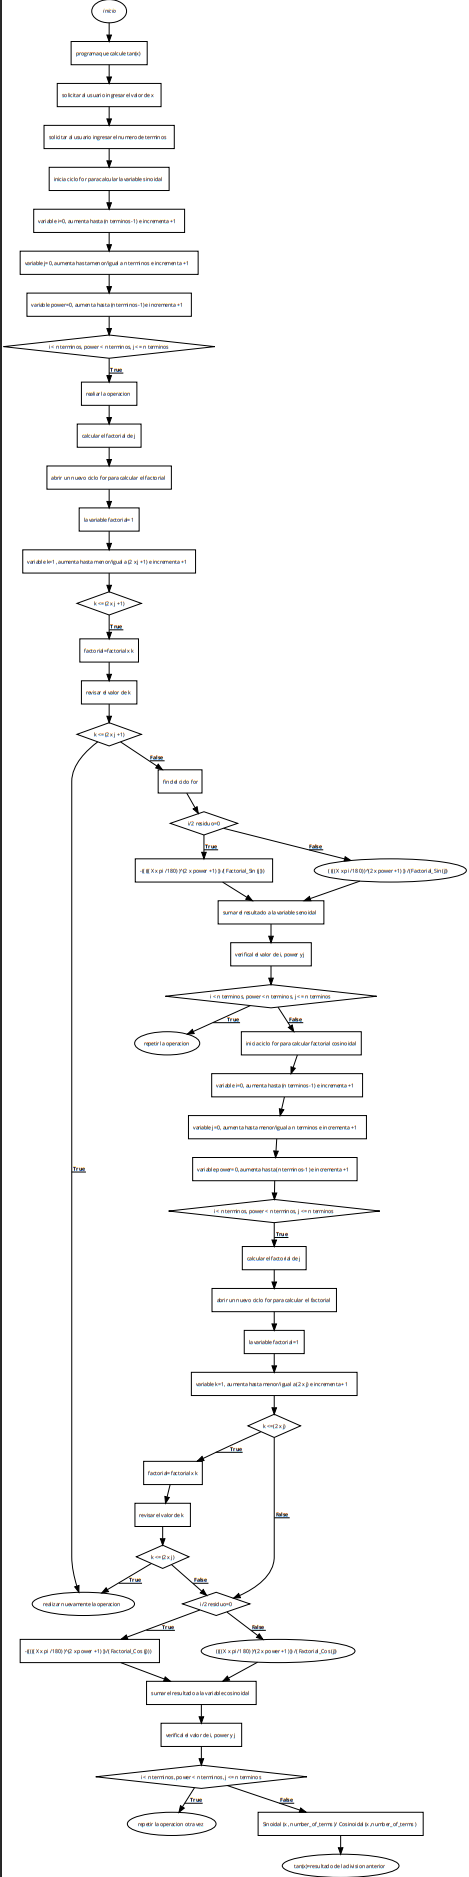 inicio
programa que calcule tan(x)
solicitar al usuario ingresar el valor de x
solicitar al usuario ingresar el numero de terminos
inicia ciclo for para calcular la variable sinoidal
variable i=0, aumenta hasta (n terminos-1) e incrementa +1
variable j=0, aumenta hasta menor/igual a n terminos e incrementa +1
variable power=0, aumenta hasta (n terminos-1) e incrementa +1
i < n terminos, power < n terminos, j <= n terminos
True
realiar la operacion
calcular el factorial de j
abrir un nuevo ciclo for para calcular el factorial
la variable factorial=1
variable k=1, aumenta hasta menor/igual a (2 x j +1) e incrementa +1
k <= (2 x j +1)
True
factorial=factorial x k
revisar el valor de k
k <= (2 x j +1)
False
fin del ciclo for
i/2 residuo=0
True
False
-((((( X x pi /180) )^(2 x power +1) ))/( Factorial_Sin (j)))
( ((( X x pi /180) )^(2 x power +1) )) /(Factorial_Sin (j))
sumar el resultado a la variable senoidal
verifical el valor de i, power y j
i < n terminos, power < n terminos, j <= n terminos
True
False
repetir la operacion
inicia ciclo for para calcular factorial cosinoidal
variable i=0, aumenta hasta (n terminos-1) e incrementa +1
variable j=0, aumenta hasta menor/igual a n terminos e incrementa +1
True
variable power=0, aumenta hasta (n terminos-1) e incrementa +1
i < n terminos, power < n terminos, j <= n terminos
True
calcular el factorial de j
abrir un nuevo ciclo for para calcular el factorial
la variable factorial=1
variable k=1, aumenta hasta menor/igual a (2 x j) e incrementa +1
k <= (2 x j)
True
factorial=factorial x k
revisar el valor de k
False
k <= (2 x j)
True
False
realizar nuevamente la operacion
i /2 residuo=0
True
False
-((((( X x pi /180) )^(2 x power +1) ))/( Factorial_Cos (j)))
((((X x pi /180) )^(2 x power +1) )) /( Factorial_Cos (j))
sumar el resultado a la variable cosinoidal
verifical el valor de i, power y j
i < n terminos, power < n terminos, j <= n terminos
True
False
repetir la operacion otra vez
Sinoidal (x , number_of_terms )/ Cosinoidal (x ,number_of_terms )
tan(x)=resultado de la division anterior